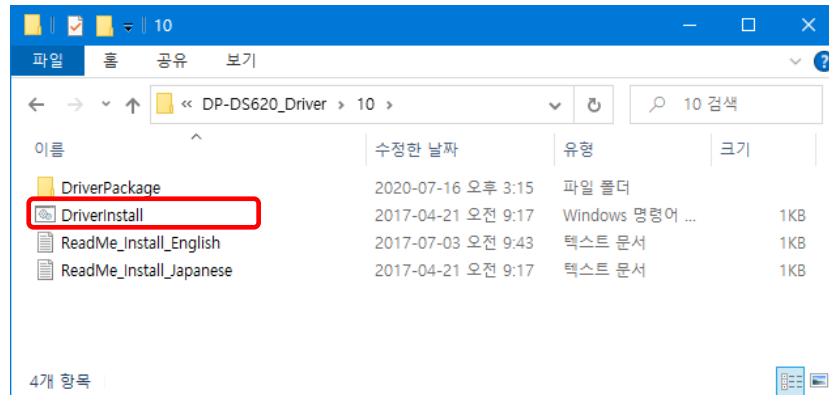 10
파일 홈 공유 보기
« DP-DS620_Driver › 10 › 10 검색
이름 수정한 날짜 유형 크기
DriverPackage 2020-07-16 오후 3:15 파일 폴더
DriverInstall 2017-04-21 오전 9:17 Windows 명령어 ... 1KB
ReadMe_Install_English 2017-07-03 오전 9:43 텍스트 문서 1KB
ReadMe_Install_Japanese 2017-04-21 오전 9:17 텍스트 문서 1KB
4개 항목